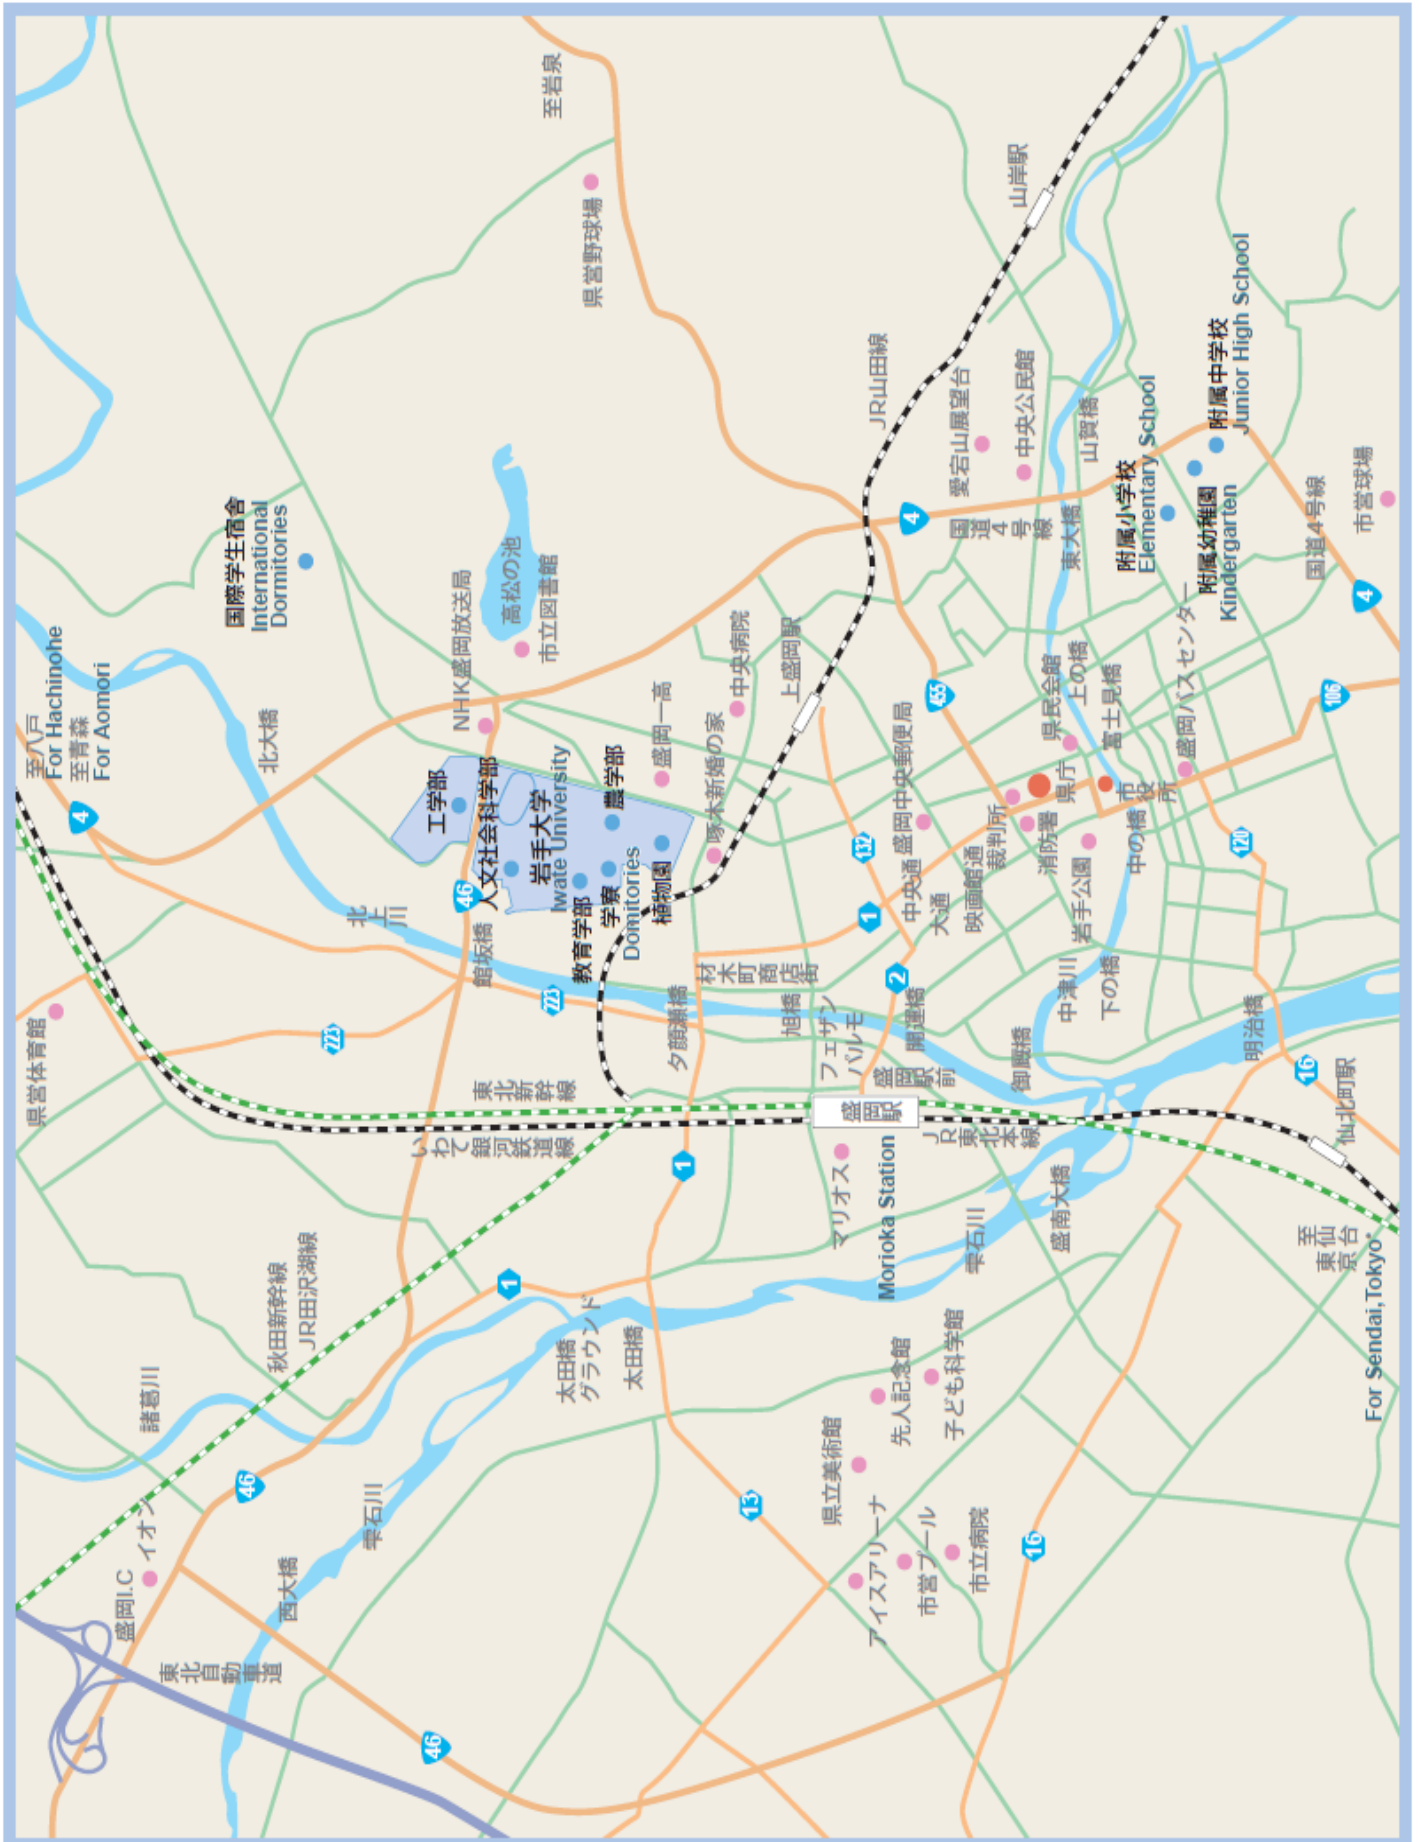 盛岡I.C
イオン
東北自動車道
46
46
西大橋
雫石川
諸葛川
秋田新幹線
JR田沢湖線
1
太田橋
グラウンド
太田橋
13
県立美術館
アイスアリーナ
市営プール
市立病院
先人記念館
子ども科学館
16
県営体育館
至八戸
For Hachinohe
至青森
For Aomori
4
北大橋
北上川
223
いわて銀河鉄道線
東北新幹線
館坂橋
223
夕顔瀬橋
1
マリオス
Morioka Station
盛岡駅
フェザン
パルモ
盛岡駅前
旭橋
材木町商店街
開運橋
JR東北本線
雫石川
盛南大橋
御厩橋
中津川
下の橋
明治橋
16
仙北町駅
至
仙台
東京
For Sendai,Tokyo
国際学生宿舎
International
Dormitories
46
工学部
人文社会科学部
岩手大学
Iwate University
教育学部
学寮
Domitories
農学部
植物園
NHK盛岡放送局
高松の池
市立図書館
盛岡一高
啄木新婚の家
中央病院
上盛岡駅
132
1
2
中央通
大通
映画館通
盛岡中央郵便局
裁判所
消防署
岩手公園
県庁
市役所
中の橋
県民会館
上の橋
富士見橋
盛岡バスセンター
120
106
455
4
国道4号線
東大橋
山賀橋
愛宕山展望台
中央公民館
JR山田線
山岸駅
県営野球場
至岩泉
附属小学校
Elementary School
附属幼稚園
Kindergarten
附属中学校
Junior High School
国道4号線
4
市営球場